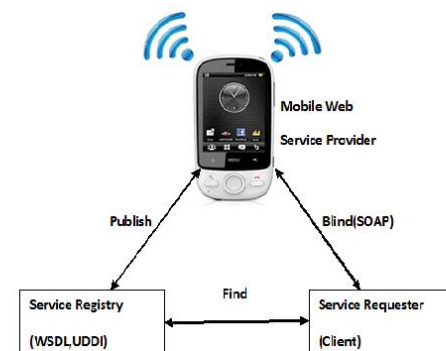 Mobile Web
Service Provider
Publish
Blind(SOAP)
Find
Service Registry
(WSDL,UDDI)
Service Requester
(Client)